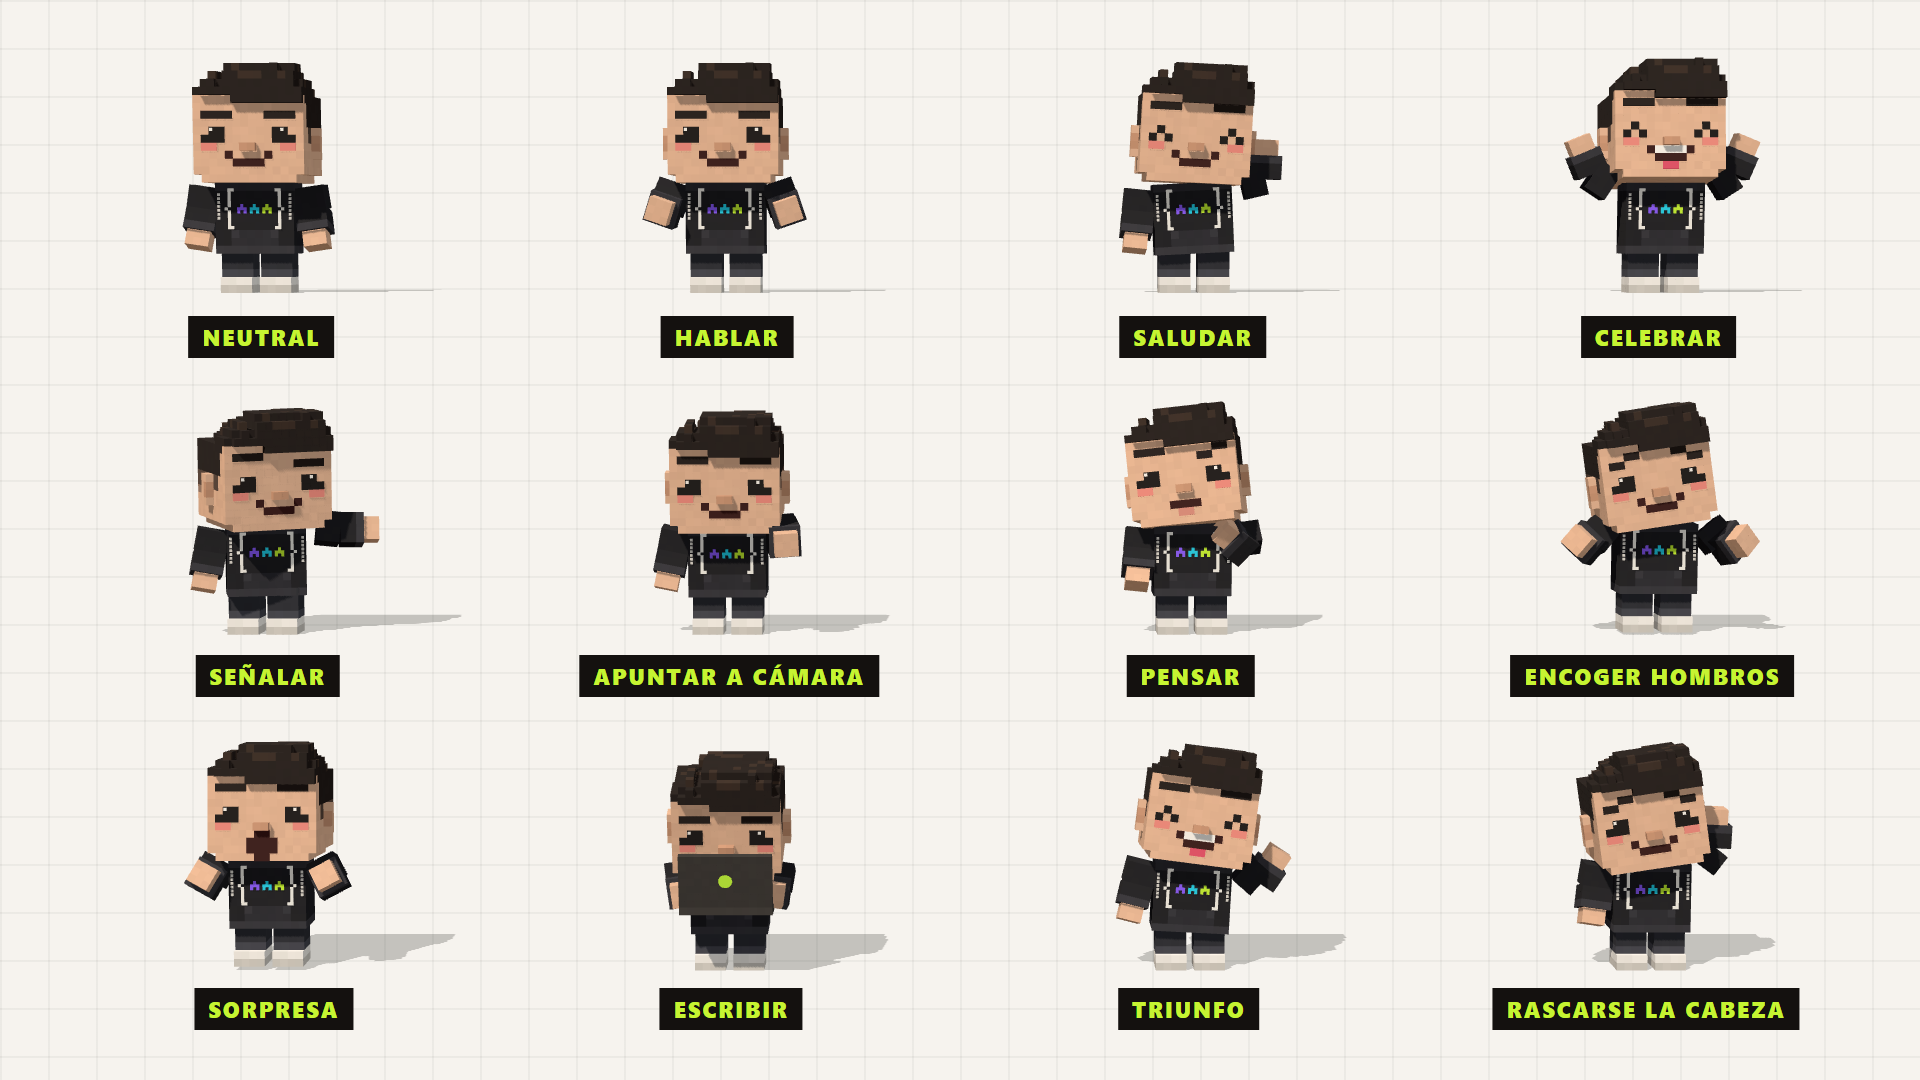 NEUTRAL
HABLAR
SALUDAR
CELEBRAR
SEÑALAR
APUNTAR A CÁMARA
PENSAR
ENCOGER HOMBROS
SORPRESA
ESCRIBIR
TRIUNFO
RASCARSE LA CABEZA